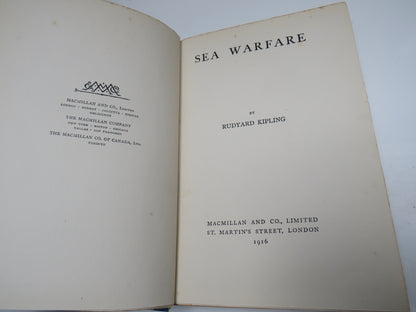 MACMILLAN AND CO., LIMITED
LONDON · BOMBAY · CALCUTTA · MADRAS
MELBOURNE
THE MACMILLAN COMPANY
NEW YORK · BOSTON · CHICAGO
DALLAS · SAN FRANCISCO
THE MACMILLAN CO. OF CANADA, LTD.
TORONTO
SEA WARFARE
BY
RUDYARD KIPLING
MACMILLAN AND CO., LIMITED
ST. MARTIN'S STREET, LONDON
1916